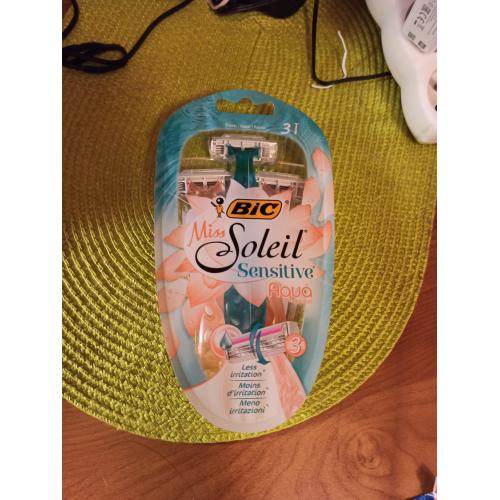 3
BiC
Miss
Soleil
Sensitive
Aqua
3
Less
irritation
Moins
d'irritation
Meno
irritazioni